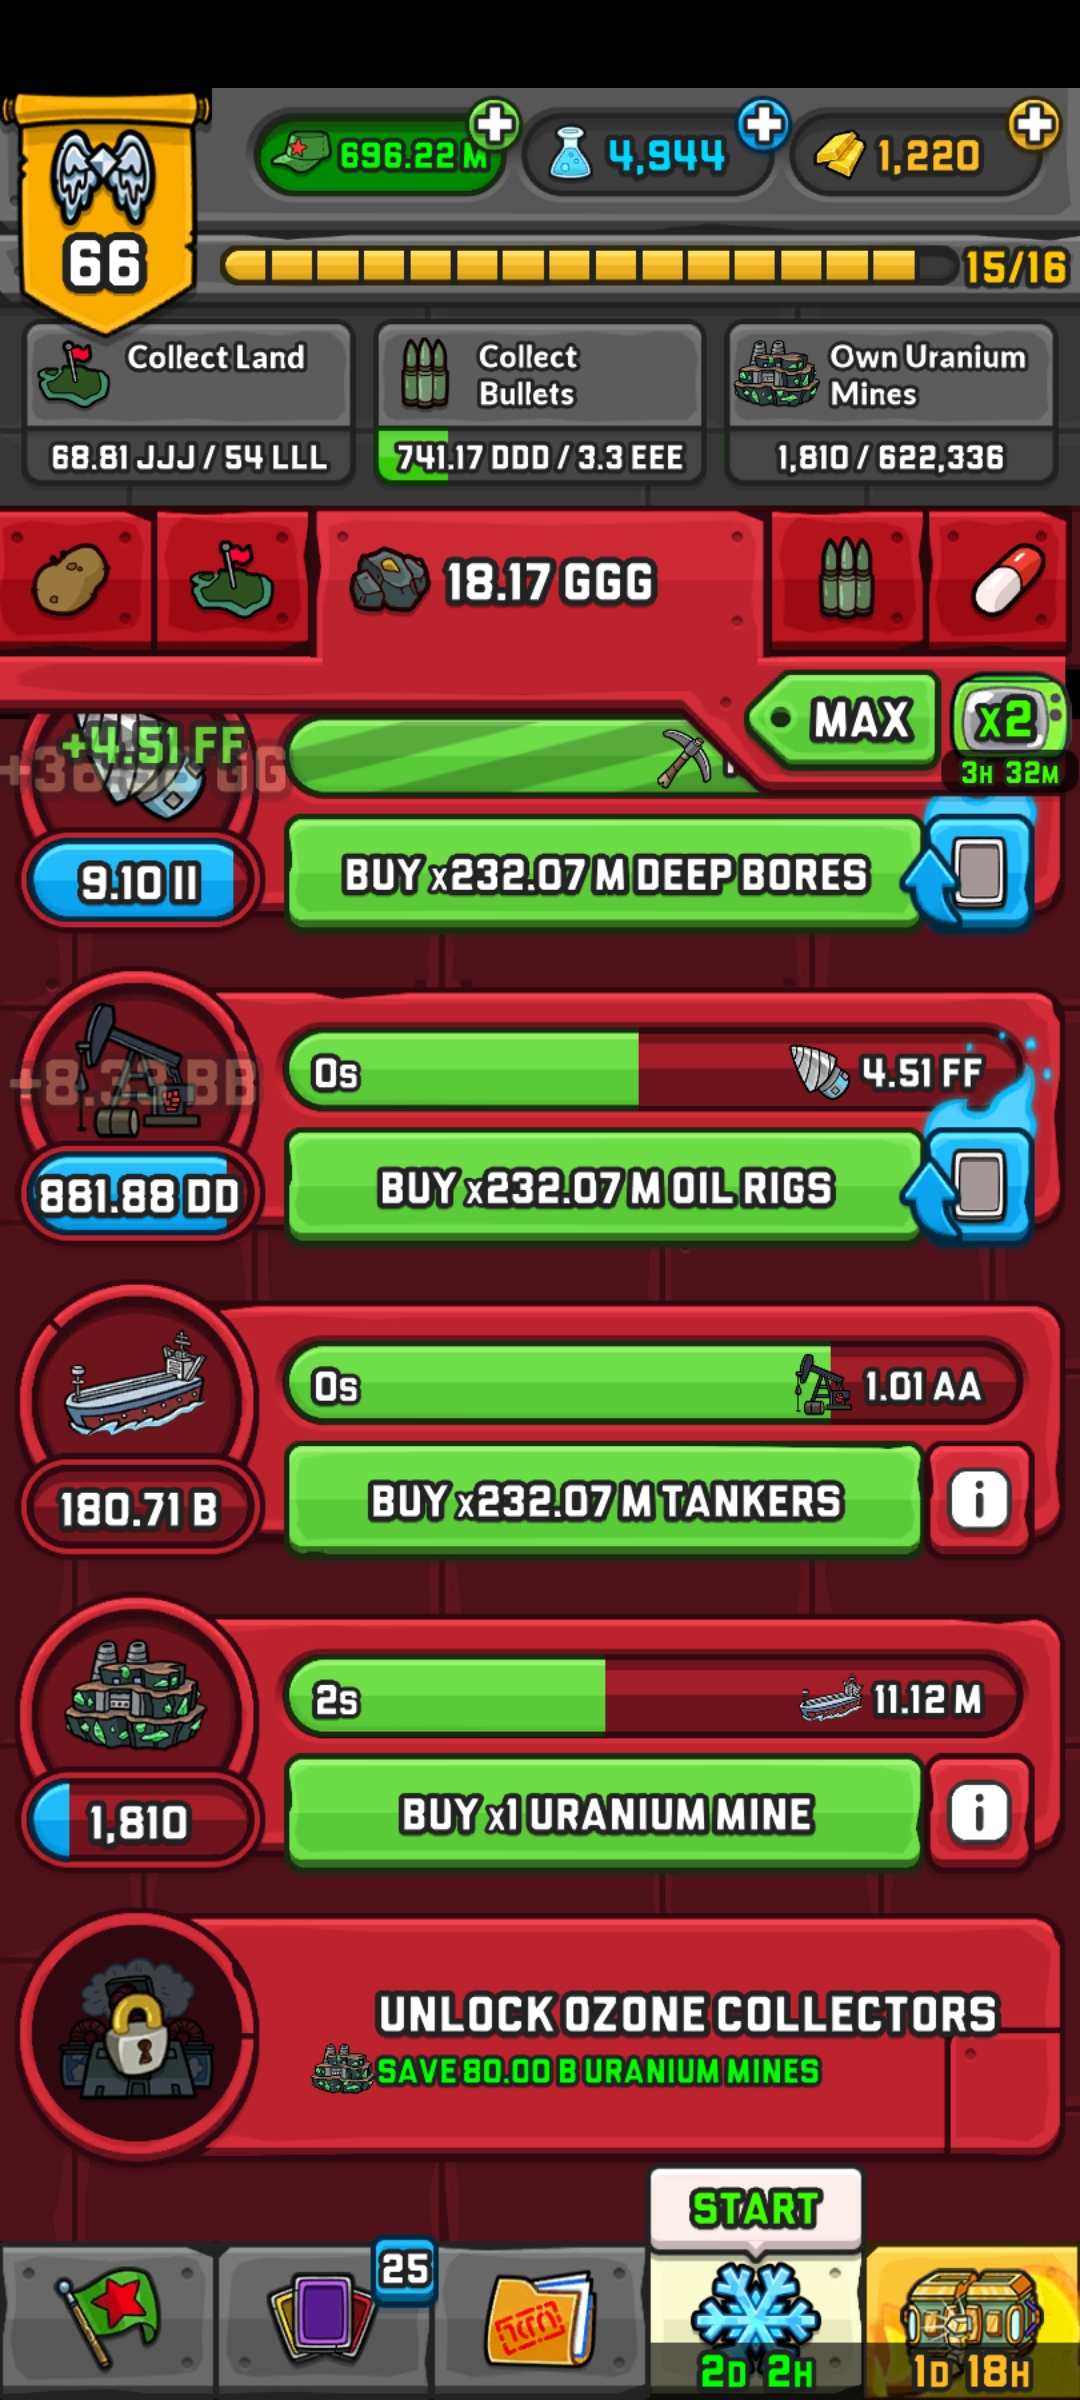 696.22 M
4,944
1,220
66
15/16
Collect Land
68.81 JJJ / 54 LLL
Collect
Bullets
741.17 DDD / 3.3 EEE
Own Uranium
Mines
1,810 / 622,336
18.17 GGG
MAX
x2
3H 32M
+4.51 FF
9.10 II
BUY x232.07 M DEEP BORES
+8.33 BB
0s
4.51 FF
881.88 DD
BUY x232.07 M OIL RIGS
0s
1.01 AA
180.71 B
BUY x232.07 M TANKERS
i
2s
11.12 M
1,810
BUY x1 URANIUM MINE
i
UNLOCK OZONE COLLECTORS
SAVE 80.00 B URANIUM MINES
START
25
2D 2H
1D 18H